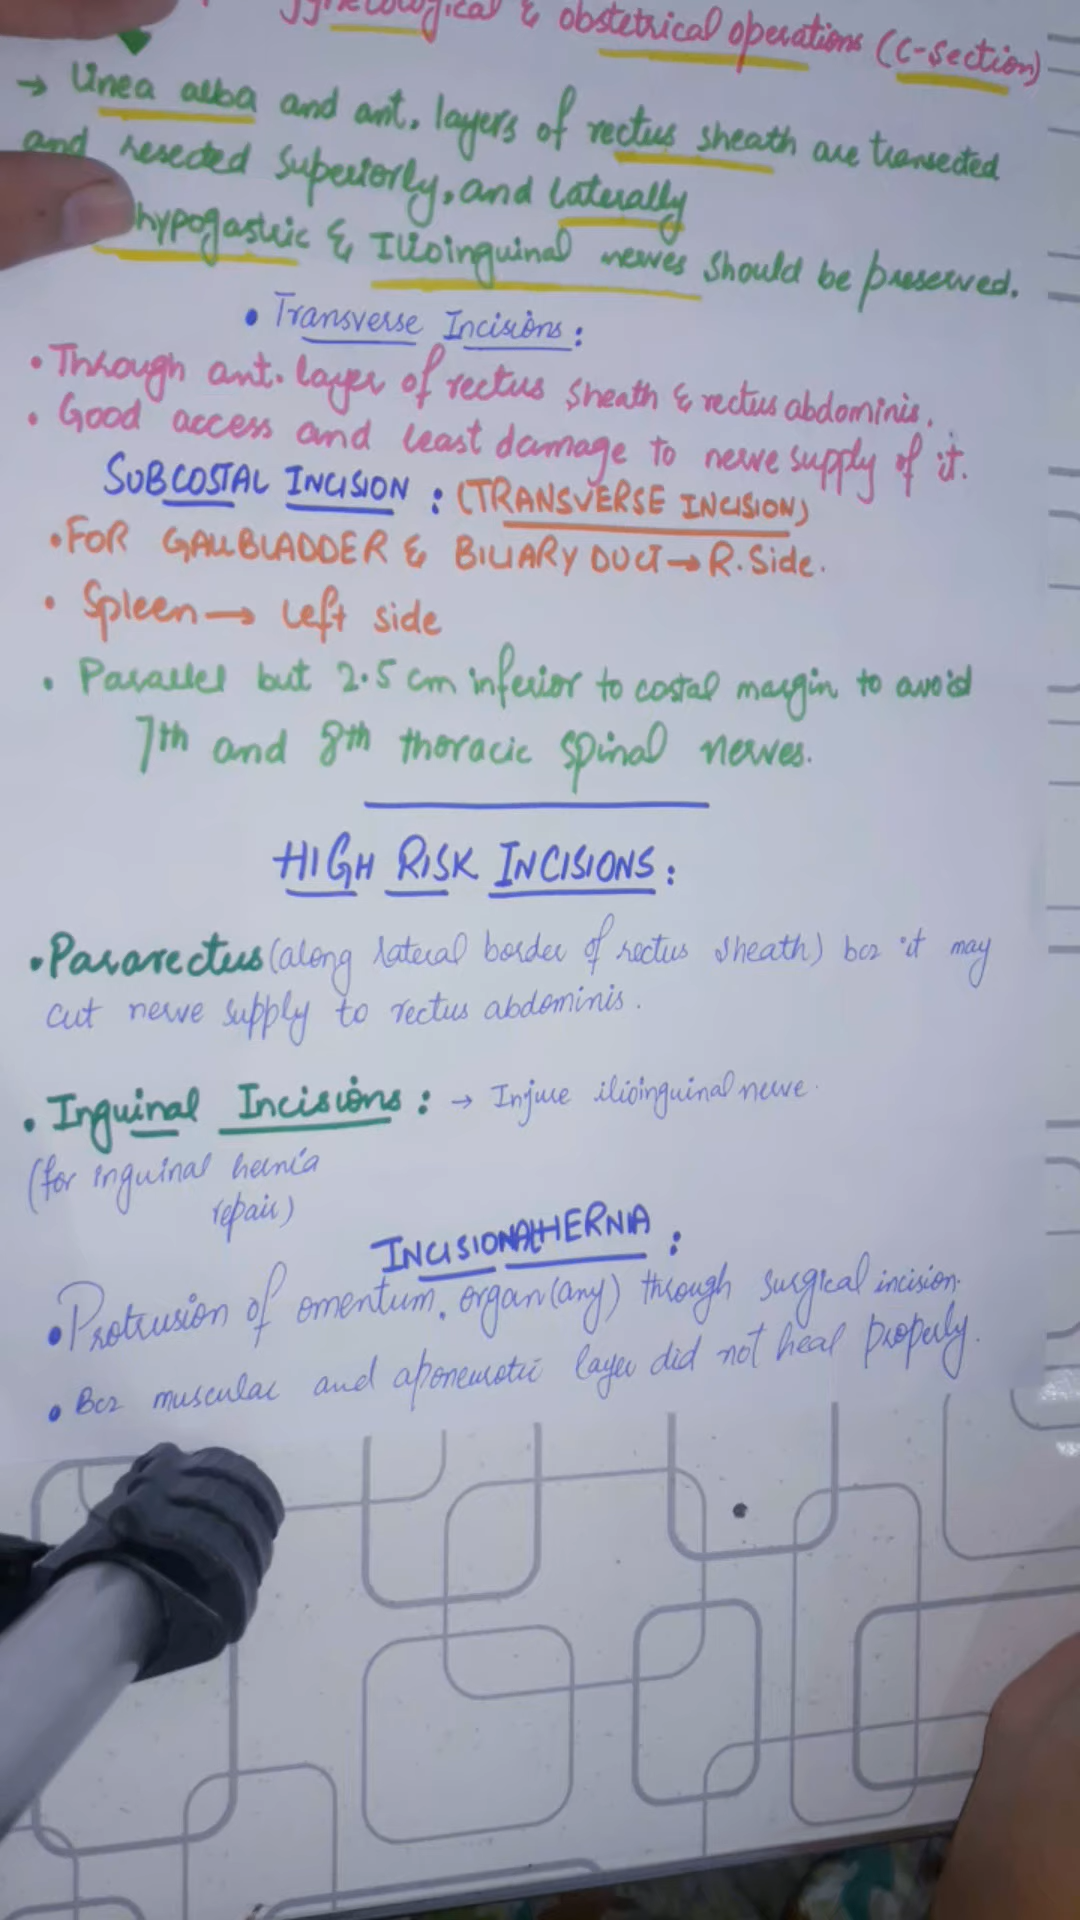 gynecological & obstetrical operations (C-section)
→ Linea alba and ant. layers of rectus sheath are transected
and resected superiorly, and laterally
hypogastric & Ilioinguinal nerves should be preserved.
• Transverse Incisions:
• Through ant. layer of rectus sheath & rectus abdominis.
• Good access and least damage to nerve supply of it.
SUBCOSTAL INCISION : (TRANSVERSE INCISION)
• FOR GALLBLADDER & BILIARY DUCT → R. Side.
• Spleen → Left side
• Parallel but 2.5 cm inferior to costal margin to avoid
7th and 8th thoracic spinal nerves.
HIGH RISK INCISIONS:
• Pararectus (along lateral border of rectus sheath) bcz it may
cut nerve supply to rectus abdominis.
• Inguinal Incisions: → Injure ilioinguinal nerve.
(for inguinal hernia
repair)
INCISIONAL HERNIA :
• Protrusion of omentum, organ (any) through surgical incision.
• Bcz muscular and aponeurotic layer did not heal properly.